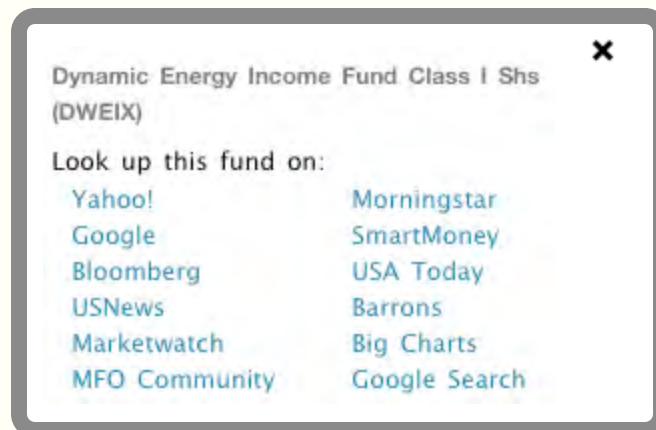 Dynamic Energy Income Fund Class I Shs
(DWEIX)
Look up this fund on:
Yahoo! Morningstar
Google SmartMoney
Bloomberg USA Today
USNews Barrons
Marketwatch Big Charts
MFO Community Google Search